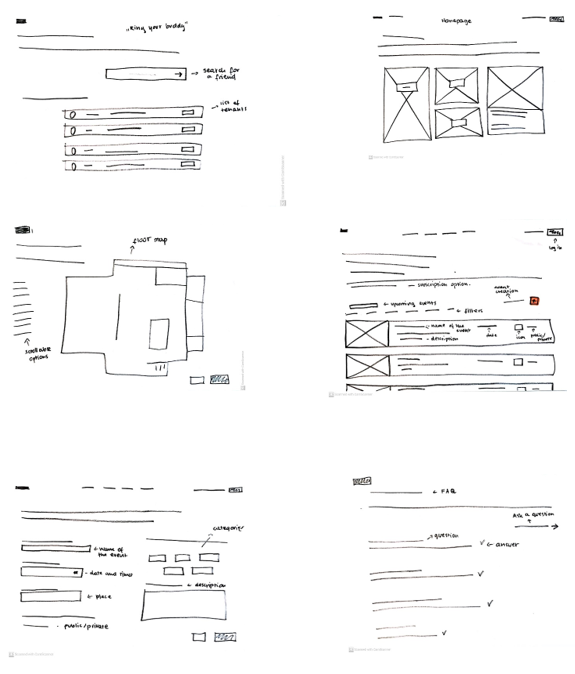 "Ring your buddy"
search for
a friend
list of
tenants
Homepage
floor map
scrollable
options
Log in
subscription option.
event
creation
upcoming events
filters
name of the
event
description
date
icon
public/
private
categories
name of
the event
date and time
description
place
public/private
FAQ
Ask a question
question
answer